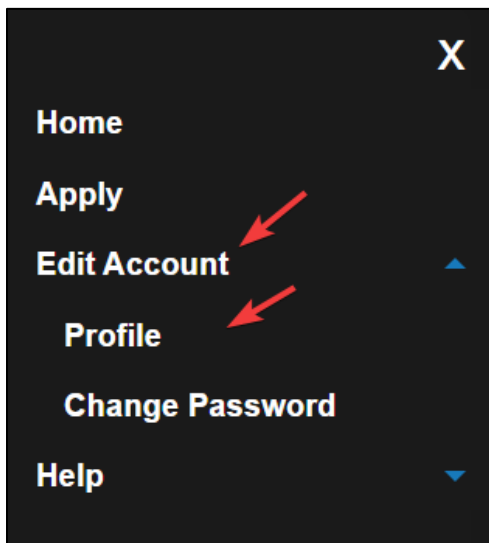 X
Home
Apply
Edit Account
Profile
Change Password
Help